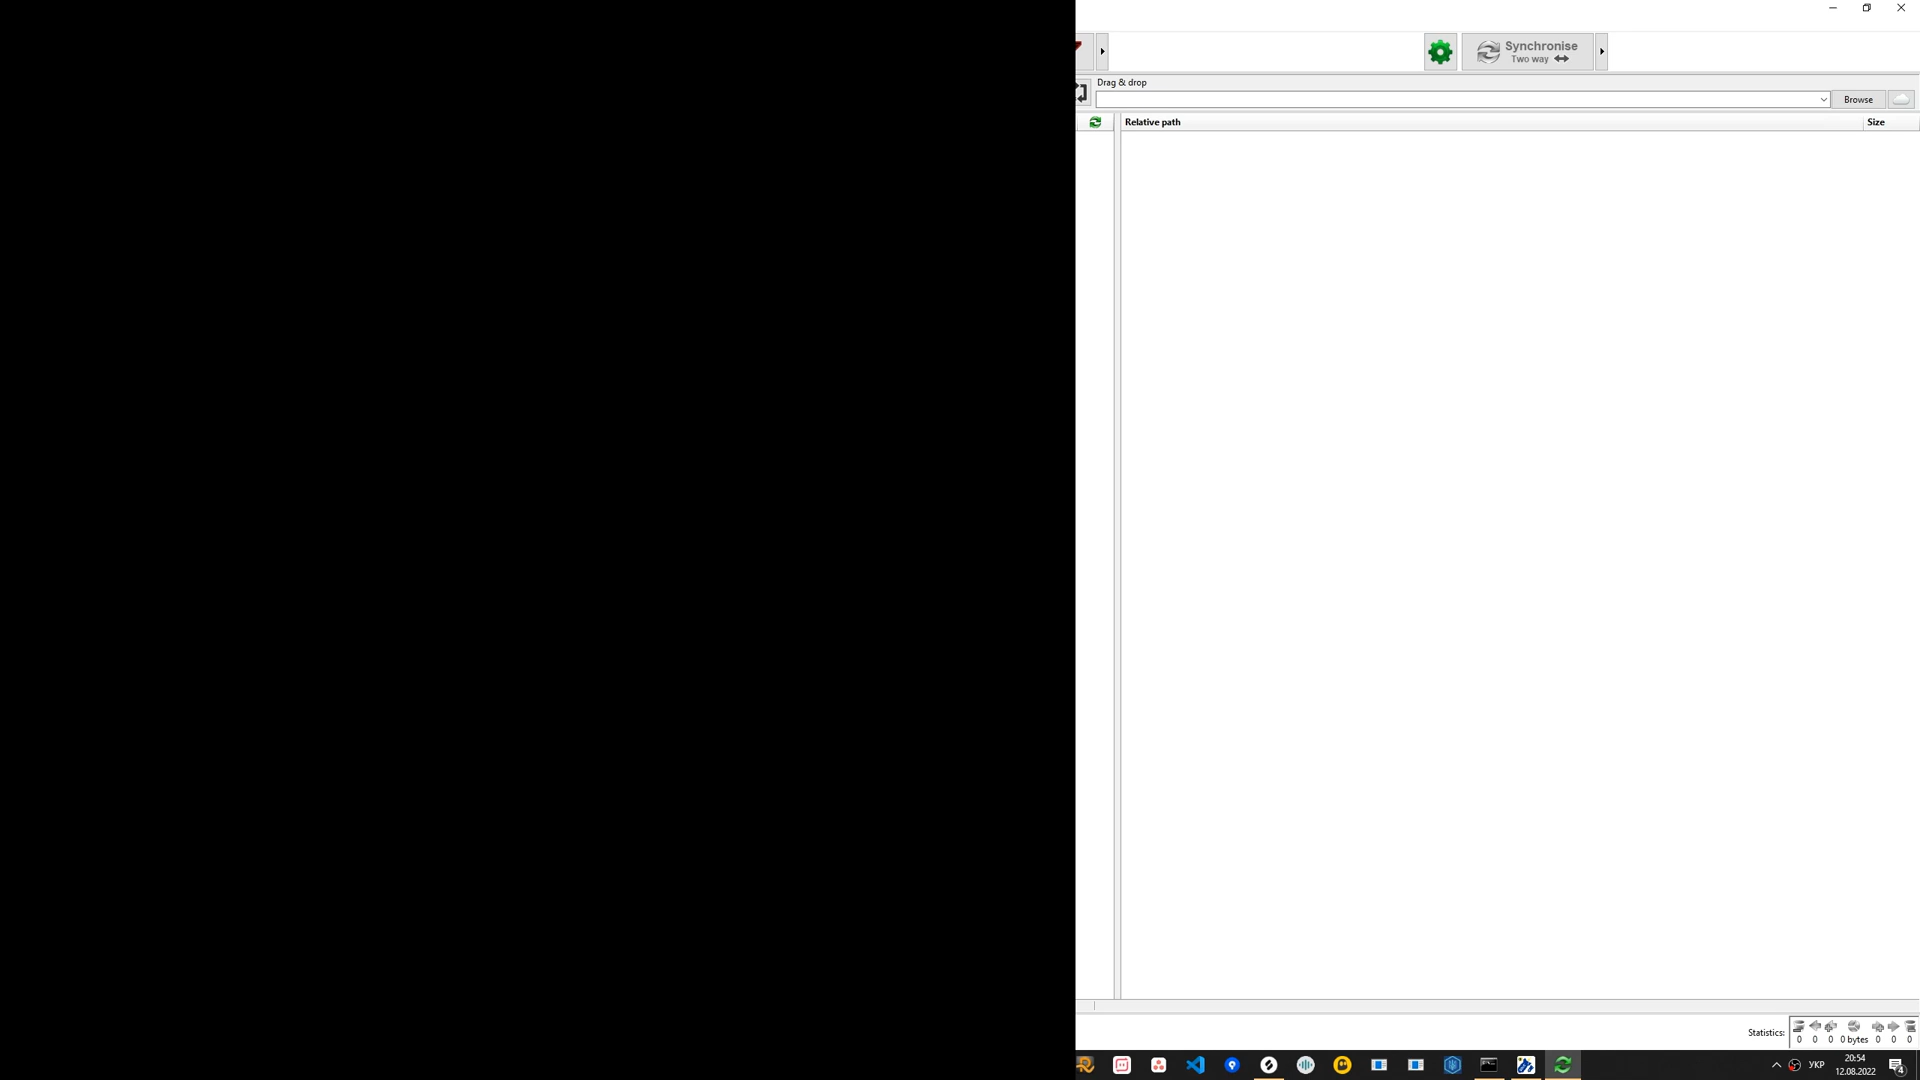 Synchronise
Two way
Drag & drop
Browse
Relative path
Size
Statistics:
0 0 0 0 bytes 0 0 0
УКР
20:54
12.08.2022
4